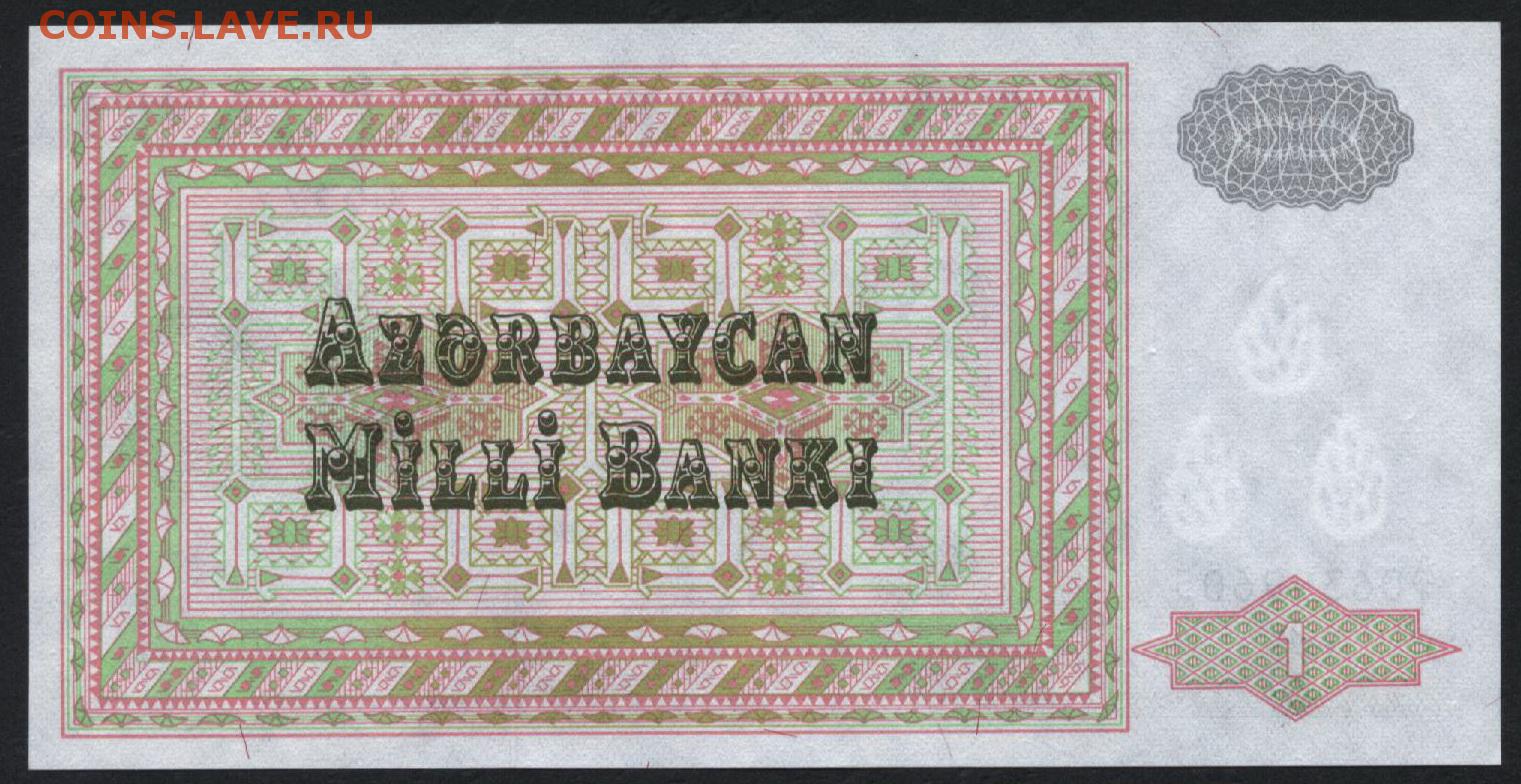 COINS.LAVE.RU
AZƏRBAYCAN
MİLLİ BANKI
1